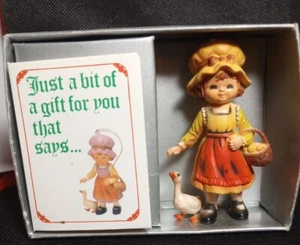 Just a bit of
a gift for you
that
says...